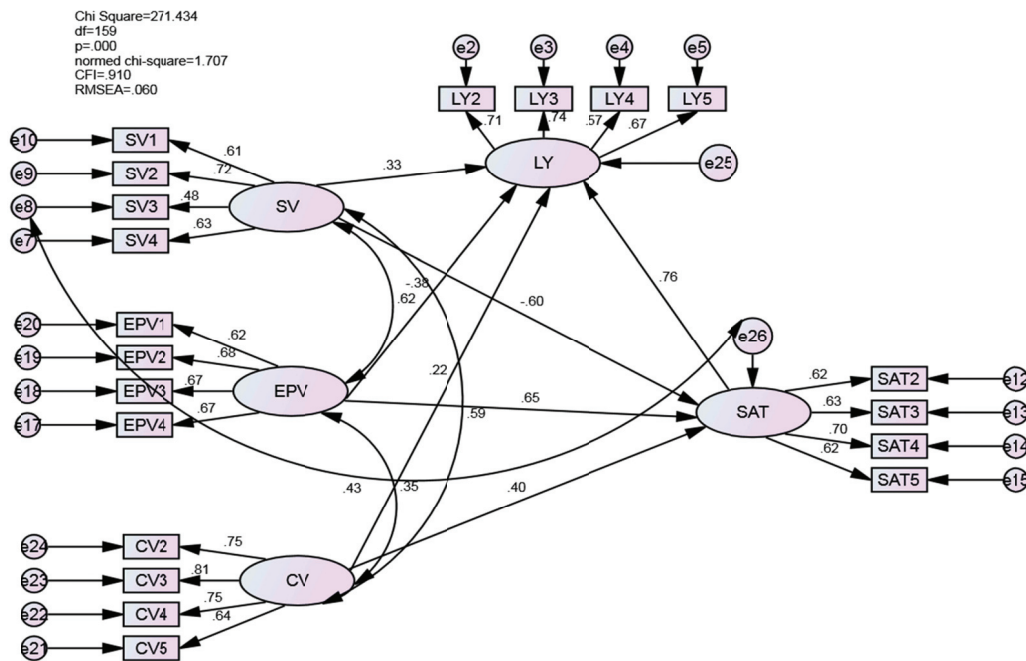 Chi Square=271.434
df=159
p=.000
normed chi-square=1.707
CFI=.910
RMSEA=.060
e2
e3
e4
e5
LY2
LY3
LY4
LY5
.71
.74
.57
.67
e10
SV1
e9
SV2
e8
SV3
e7
SV4
.61
.72
.48
.63
SV
.33
LY
e25
-.38
.62
-.60
.76
e20
EPV1
e19
EPV2
e18
EPV3
e17
EPV4
.62
.68
.67
.67
EPV
.22
.59
.65
e26
SAT
.62
.63
.70
.62
SAT2
e12
SAT3
e13
SAT4
e14
SAT5
e15
.43
.35
.40
e24
CV2
e23
CV3
e22
CV4
e21
CV5
.75
.81
.75
.64
CV